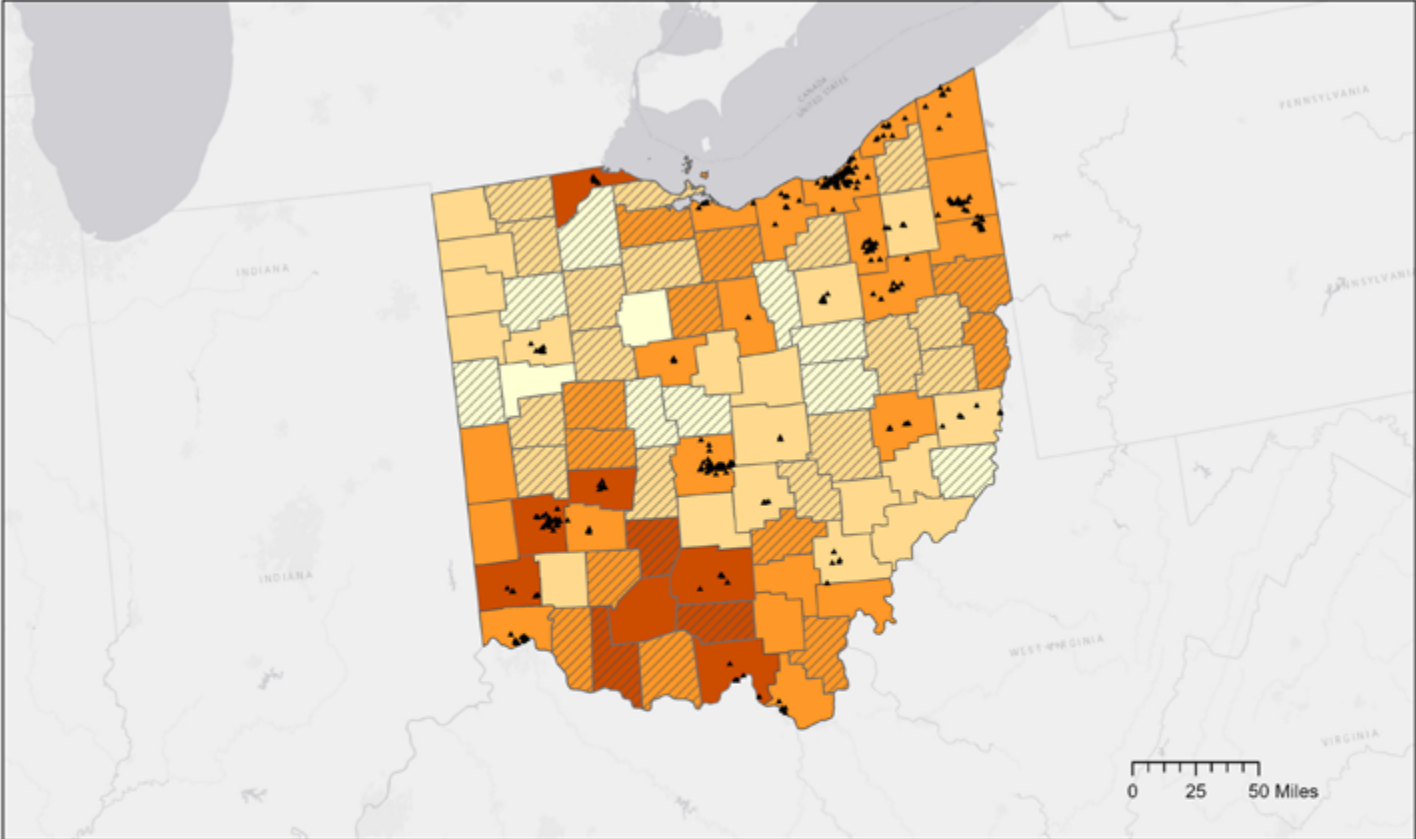 CANADA
UNITED STATES
PENNSYLVANIA
INDIANA
PENNSYLVANIA
INDIANA
WEST VIRGINIA
VIRGINIA
0 25 50 Miles